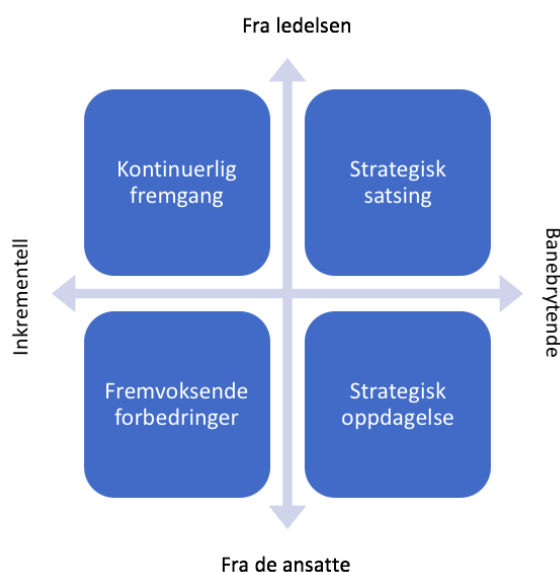 Fra ledelsen
Kontinuerlig
fremgang
Strategisk
satsing
Inkrementell
Banebrytende
Fremvoksende
forbedringer
Strategisk
oppdagelse
Fra de ansatte